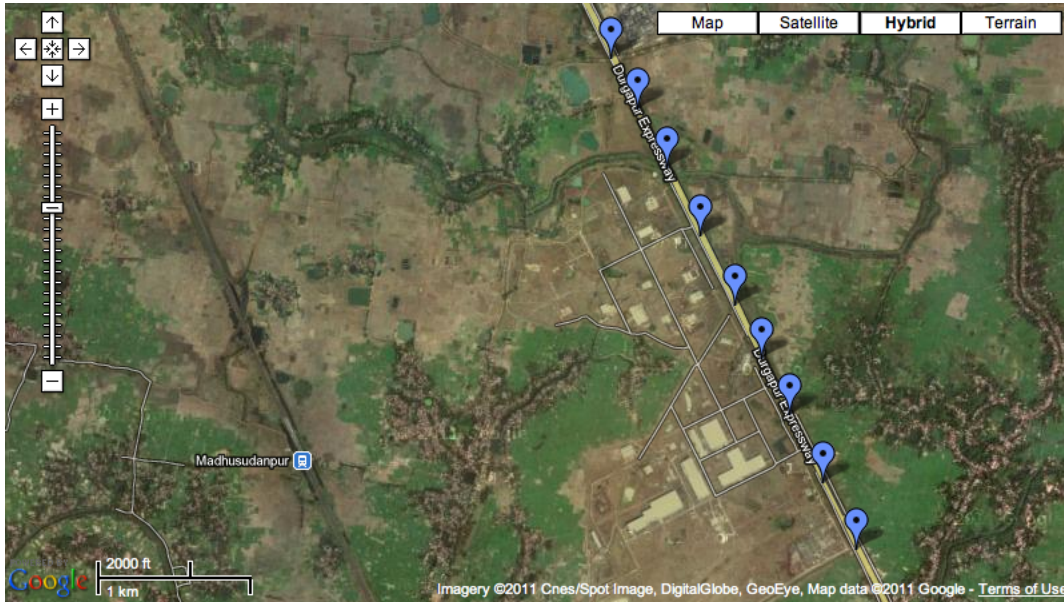 Map
Satellite
Hybrid
Terrain
Durgapur Expressway
Durgapur Expressway
Madhusudanpur
2000 ft
1 km
Google
Imagery ©2011 Cnes/Spot Image, DigitalGlobe, GeoEye, Map data ©2011 Google - Terms of Use